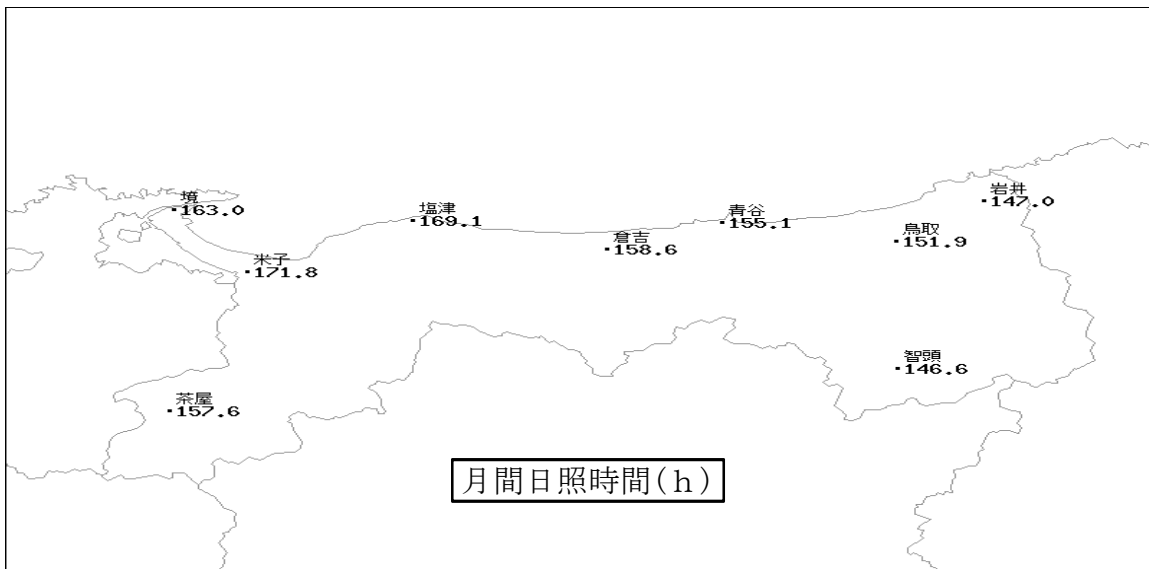 境
・163.0
米子
・171.8
塩津
・169.1
倉吉
・158.6
青谷
・155.1
鳥取
・151.9
岩井
・147.0
智頭
・146.6
茶屋
・157.6
月間日照時間(ｈ)